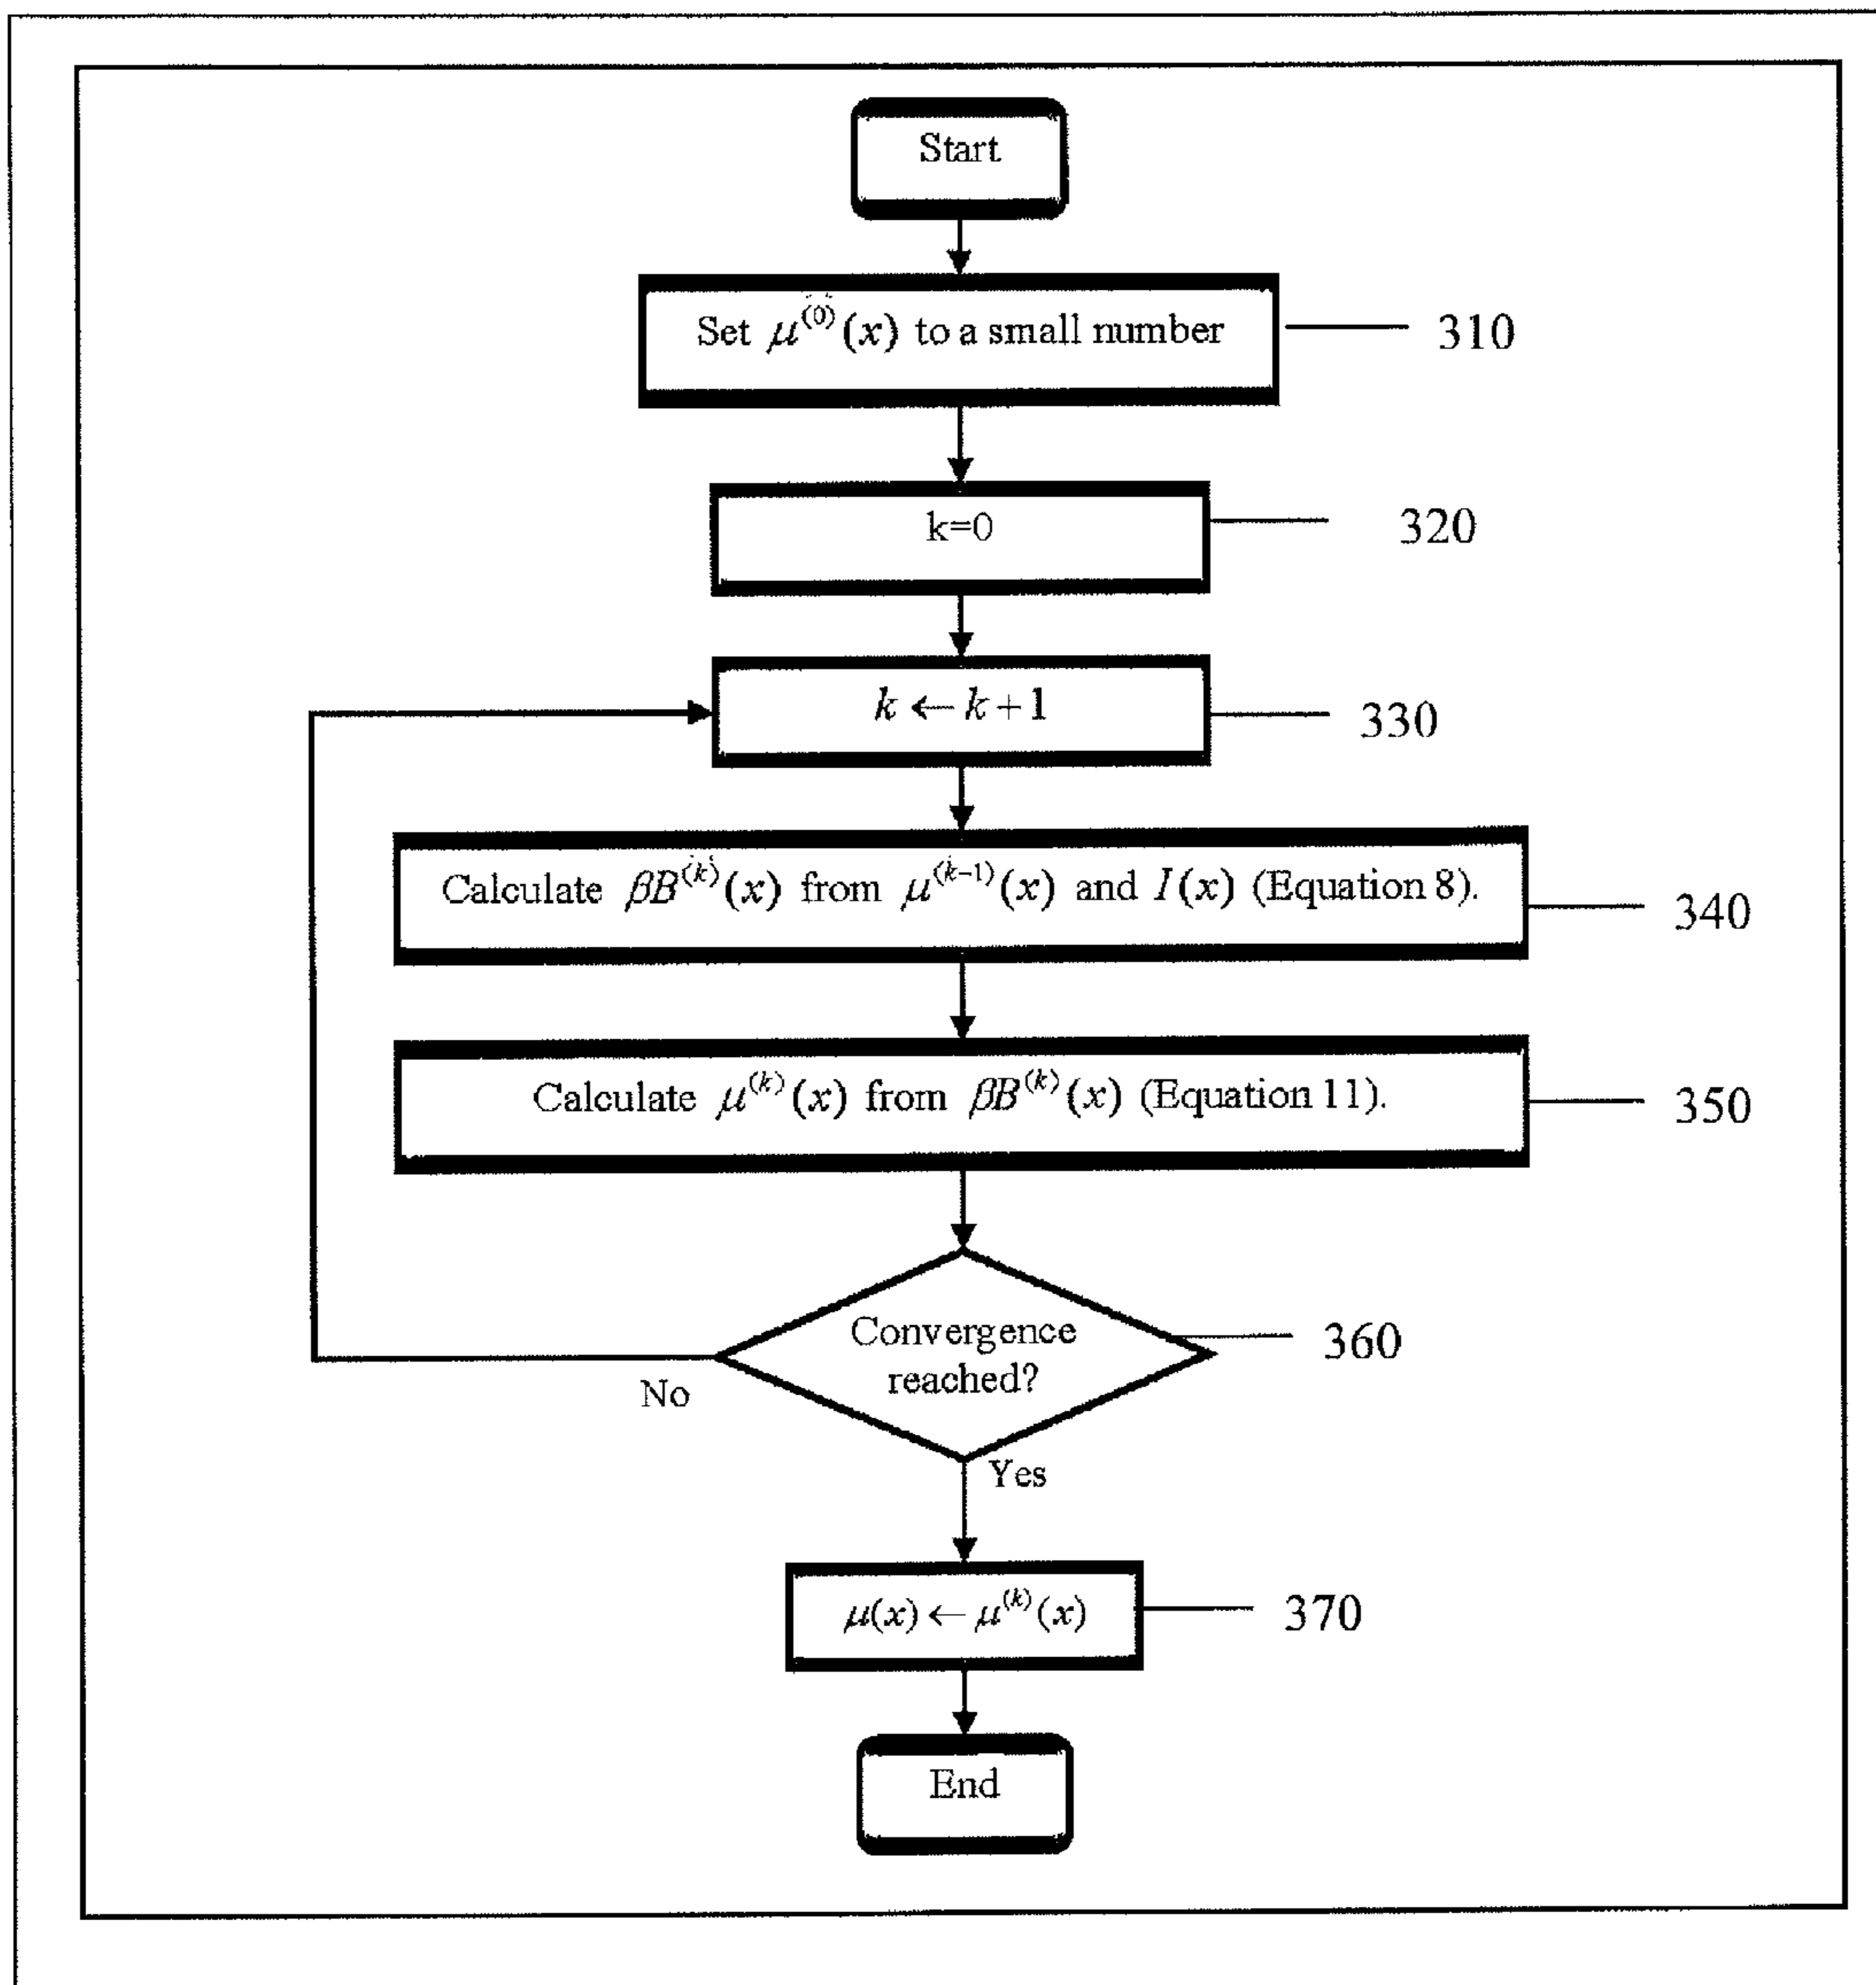 Start
Set μ⁽⁰⁾(x) to a small number
310
k=0
320
k ← k + 1
330
Calculate βB⁽ᵏ⁾(x) from μ⁽ᵏ⁻¹⁾(x) and I(x) (Equation 8).
340
Calculate μ⁽ᵏ⁾(x) from βB⁽ᵏ⁾(x) (Equation 11).
350
Convergence
reached?
360
No
Yes
μ(x) ← μ⁽ᵏ⁾(x)
370
End